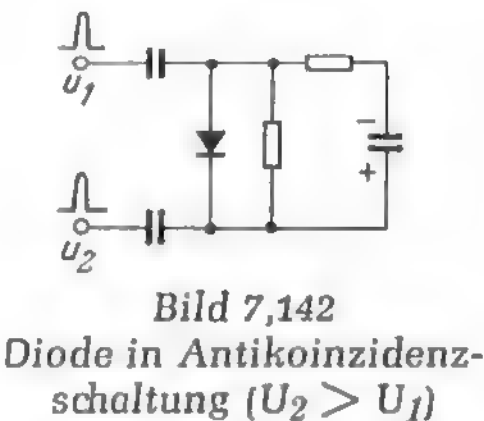 u1
−
+
u2
Bild 7,142
Diode in Antikoinzidenz-
schaltung (U2 > U1)